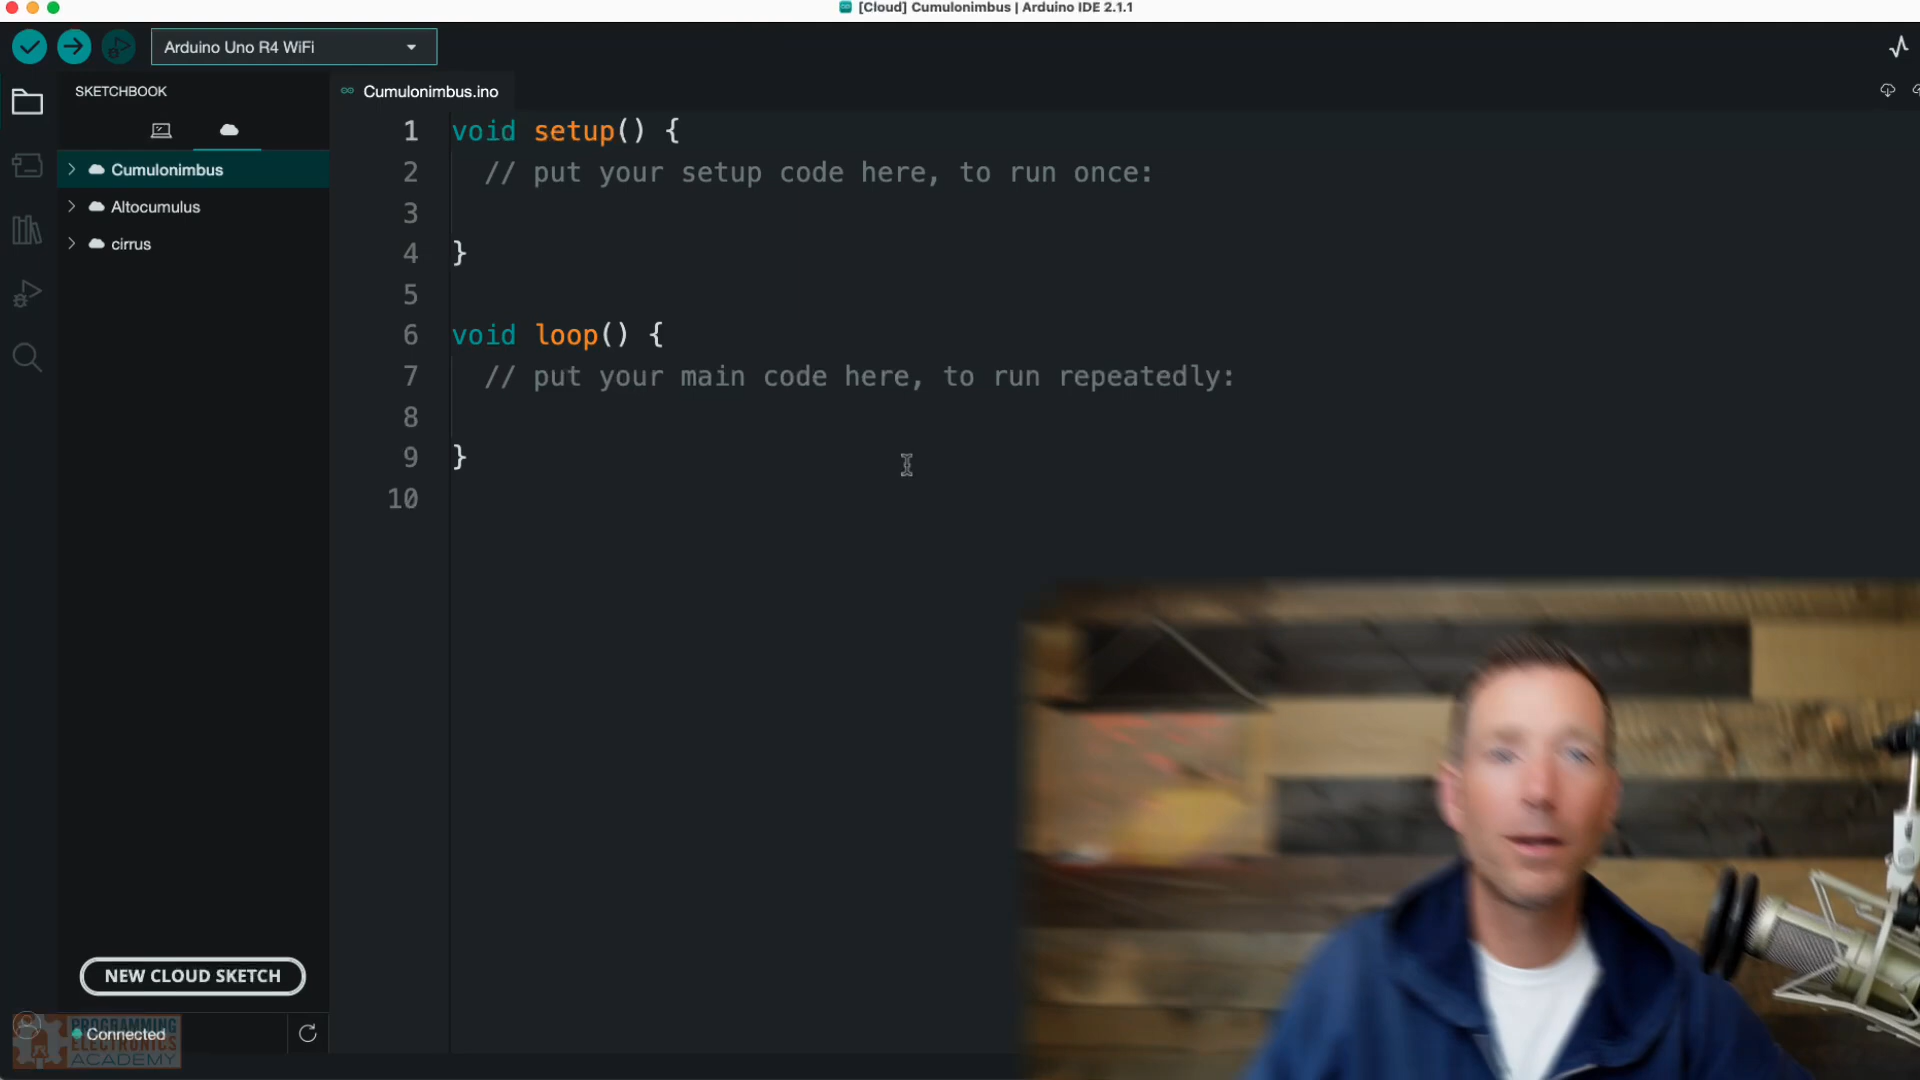 [Cloud] Cumulonimbus | Arduino IDE 2.1.1
Arduino Uno R4 WiFi
SKETCHBOOK
Cumulonimbus.ino
Cumulonimbus
Altocumulus
cirrus
1 void setup() {
2 // put your setup code here, to run once:
3
4 }
5
6 void loop() {
7 // put your main code here, to run repeatedly:
8
9 }
10
NEW CLOUD SKETCH
Connected
PROGRAMMING
ELECTRONICS
ACADEMY